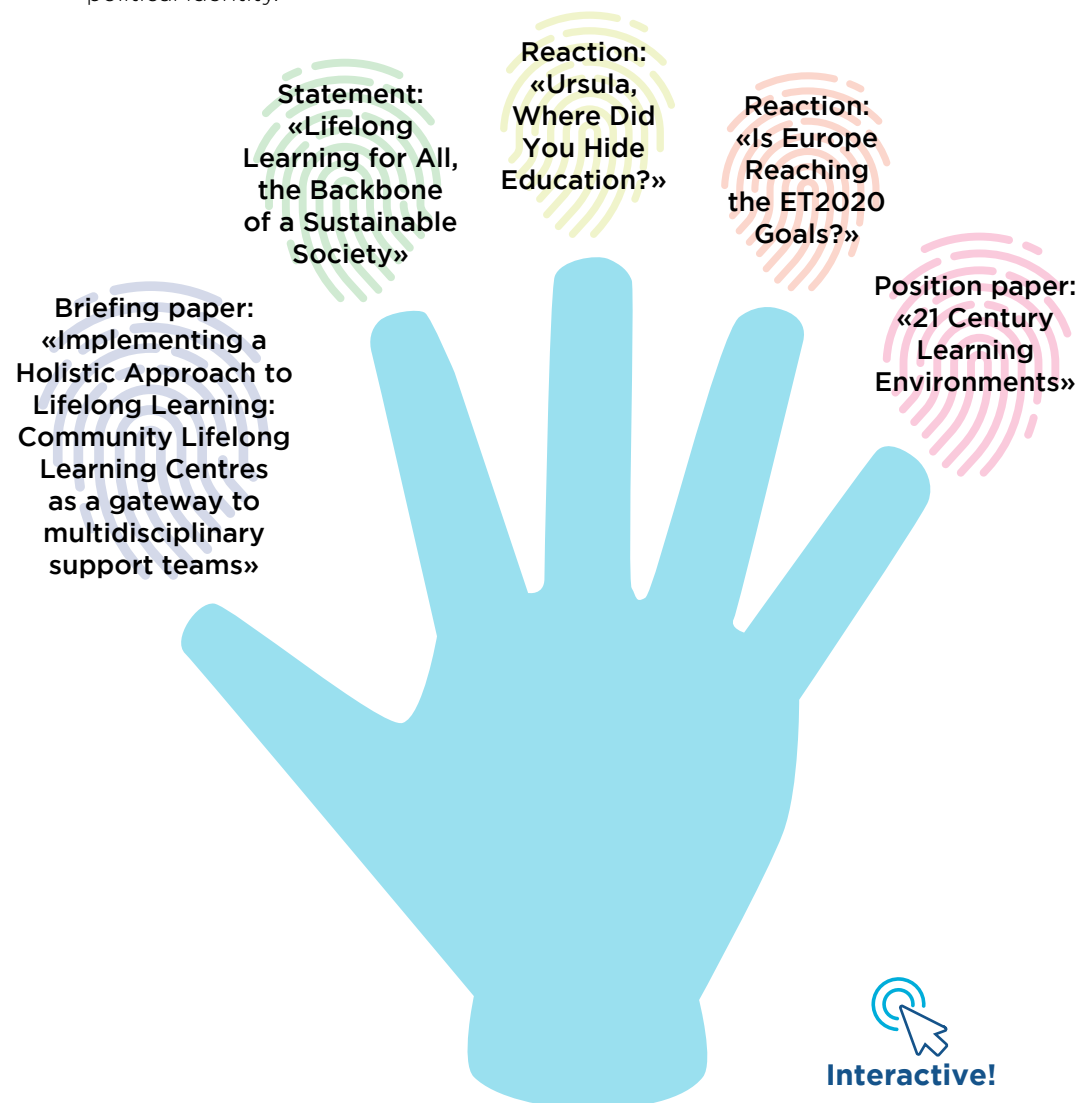 political identity.
Briefing paper:
«Implementing a
Holistic Approach to
Lifelong Learning:
Community Lifelong
Learning Centres
as a gateway to
multidisciplinary
support teams»
Statement:
«Lifelong
Learning for All,
the Backbone
of a Sustainable
Society»
Reaction:
«Ursula,
Where Did
You Hide
Education?»
Reaction:
«Is Europe
Reaching
the ET2020
Goals?»
Position paper:
«21 Century
Learning
Environments»
Interactive!